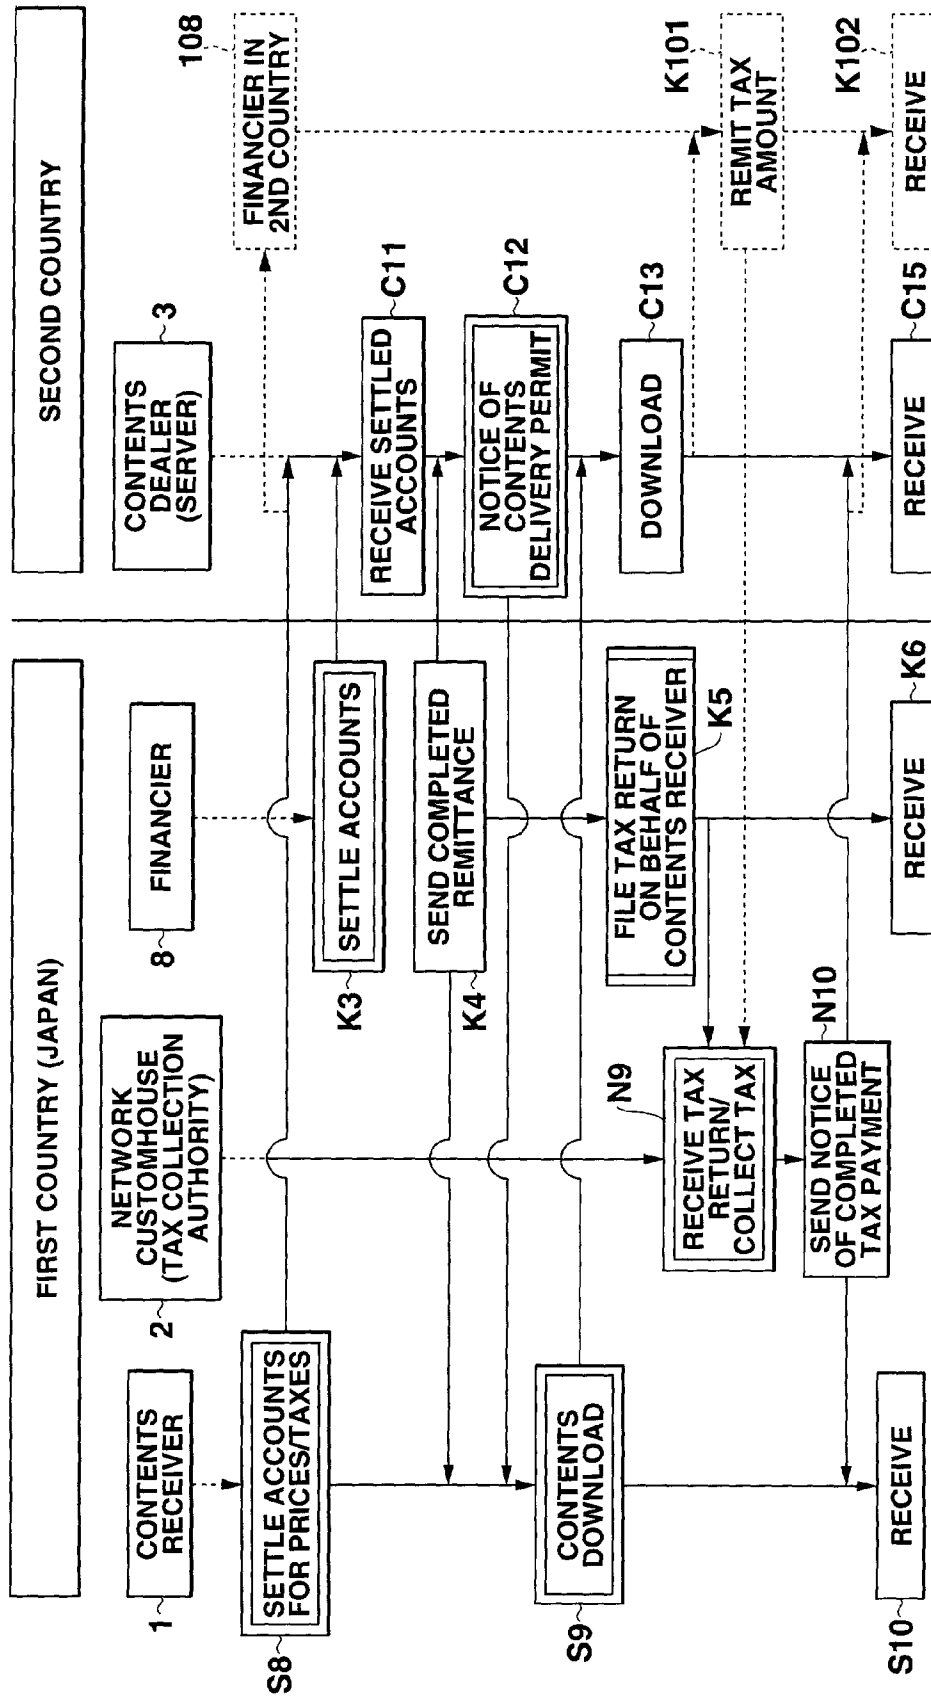 FIRST COUNTRY (JAPAN)
SECOND COUNTRY
1
CONTENTS
RECEIVER
2
NETWORK
CUSTOMHOUSE
(TAX COLLECTION
AUTHORITY)
8
FINANCIER
3
CONTENTS
DEALER
(SERVER)
108
FINANCIER IN
2ND COUNTRY
S8
SETTLE ACCOUNTS
FOR PRICES/TAXES
K3
SETTLE ACCOUNTS
C11
RECEIVE SETTLED
ACCOUNTS
K4
SEND COMPLETED
REMITTANCE
C12
NOTICE OF
CONTENTS
DELIVERY PERMIT
S9
CONTENTS
DOWNLOAD
FILE TAX RETURN
ON BEHALF OF
CONTENTS RECEIVER
K5
C13
DOWNLOAD
N9
RECEIVE TAX
RETURN/
COLLECT TAX
K101
REMIT TAX
AMOUNT
N10
SEND NOTICE
OF COMPLETED
TAX PAYMENT
S10
RECEIVE
K6
RECEIVE
C15
RECEIVE
K102
RECEIVE